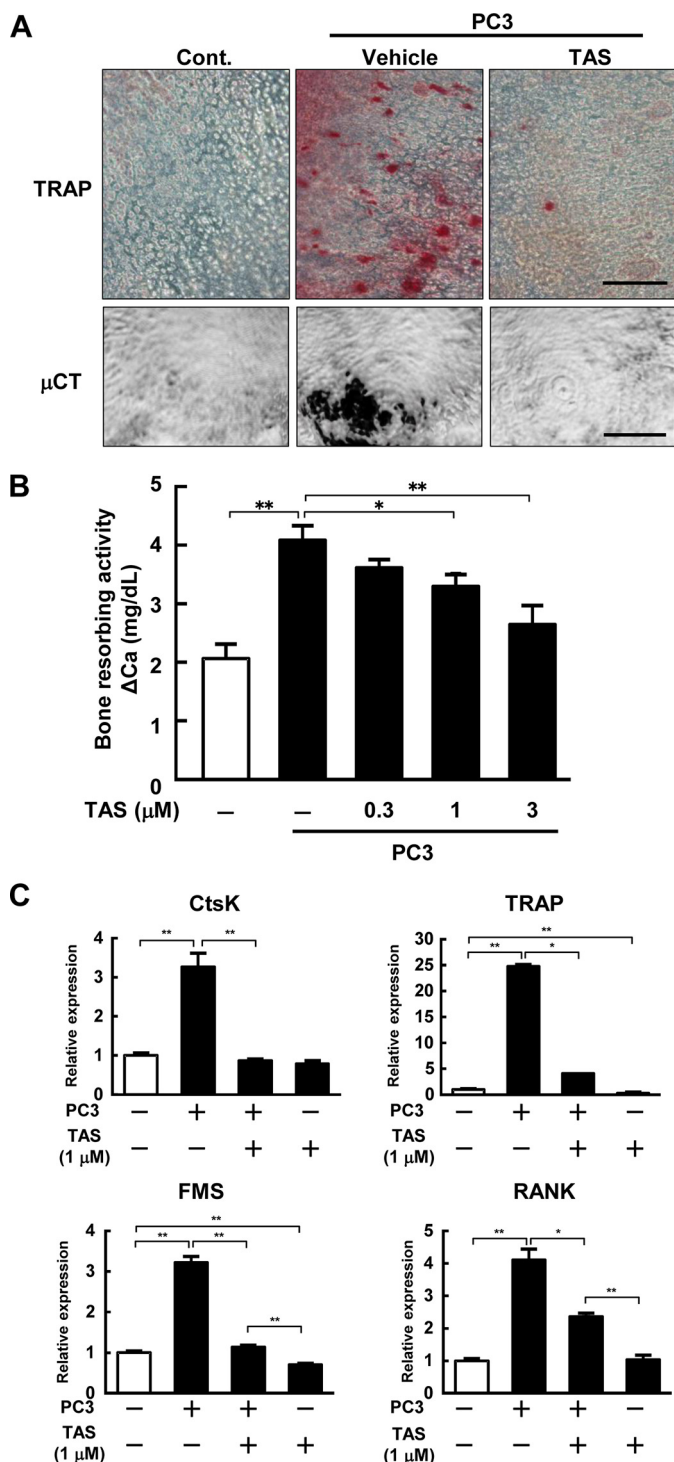 A
PC3
Cont. Vehicle TAS
TRAP
μCT
B
Bone resorbing activity
ΔCa (mg/dL)
5
4
3
2
1
0
** * **
TAS (μM) – – 0.3 1 3
PC3
C
CtsK
Relative expression
4
3
2
1
0
** **
PC3 – + + –
TAS – – + +
(1 μM)
TRAP
Relative expression
30
25
20
15
10
5
0
** * **
PC3 – + + –
TAS – – + +
(1 μM)
FMS
Relative expression
4
3
2
1
0
** ** ** **
PC3 – + + –
TAS – – + +
(1 μM)
RANK
Relative expression
5
4
3
2
1
0
** * **
PC3 – + + –
TAS – – + +
(1 μM)